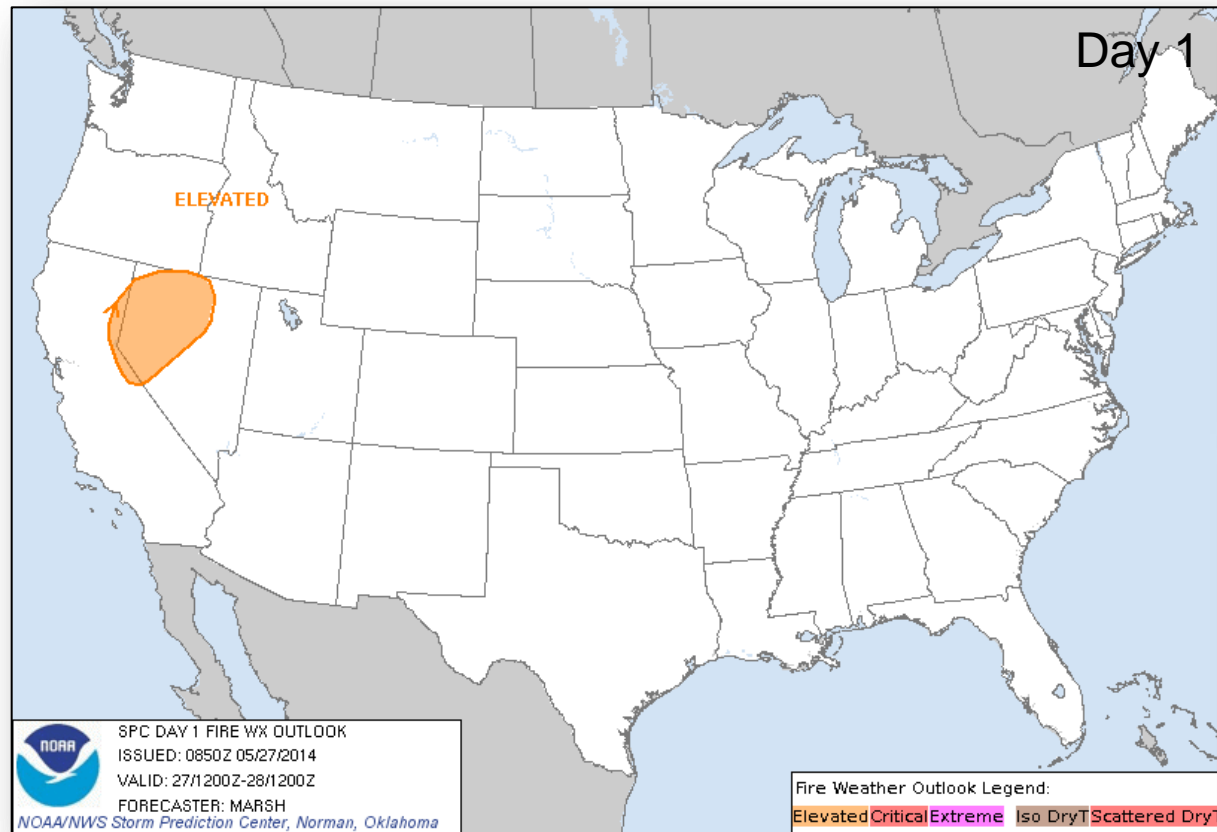 Day 1
ELEVATED
NOAA
SPC DAY 1 FIRE WX OUTLOOK
ISSUED: 0850Z 05/27/2014
VALID: 27/1200Z-28/1200Z
FORECASTER: MARSH
NOAA/NWS Storm Prediction Center, Norman, Oklahoma
Fire Weather Outlook Legend:
Elevated Critical Extreme Iso DryT Scattered DryT